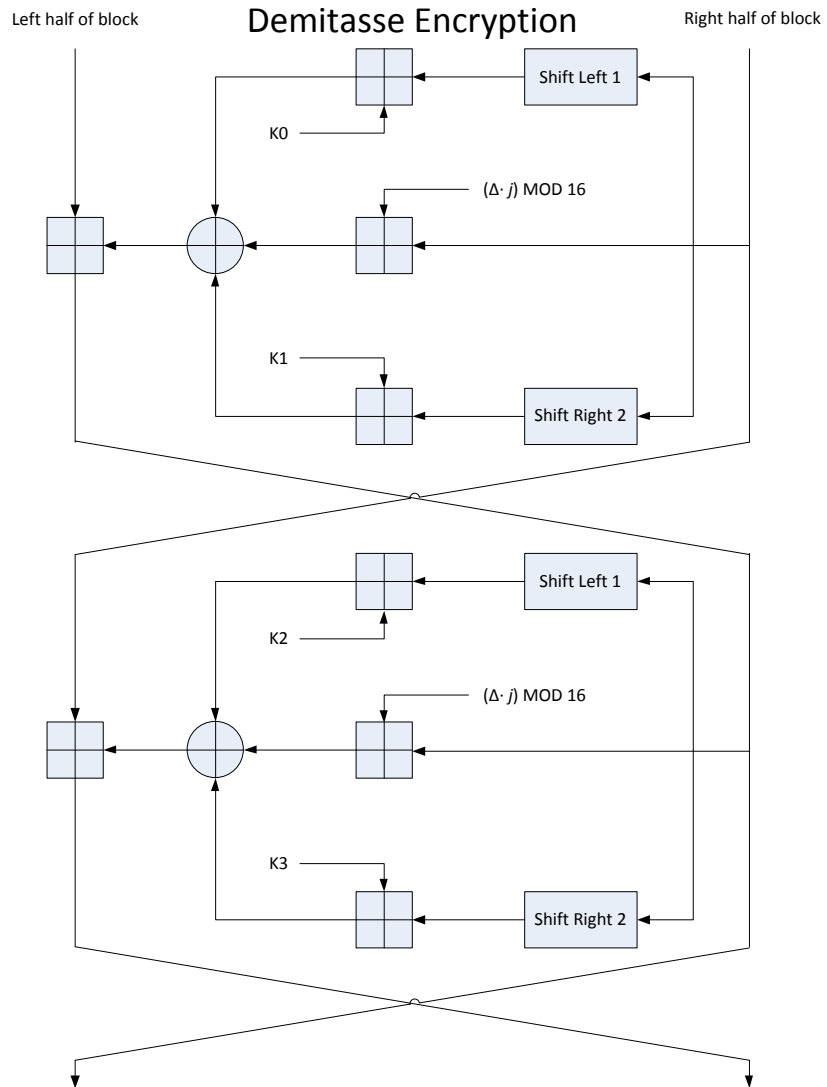 Left half of block
Demitasse Encryption
Right half of block
Shift Left 1
K0
(Δ· j) MOD 16
K1
Shift Right 2
Shift Left 1
K2
(Δ· j) MOD 16
K3
Shift Right 2